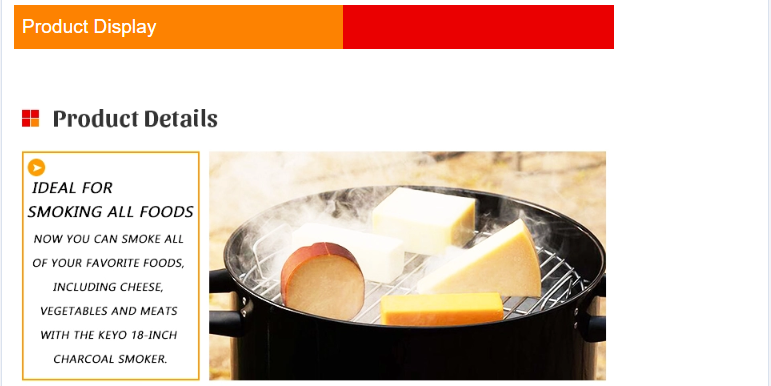 Product Display
Product Details
IDEAL FOR
SMOKING ALL FOODS
NOW YOU CAN SMOKE ALL
OF YOUR FAVORITE FOODS,
INCLUDING CHEESE,
VEGETABLES AND MEATS
WITH THE KEYO 18-INCH
CHARCOAL SMOKER.